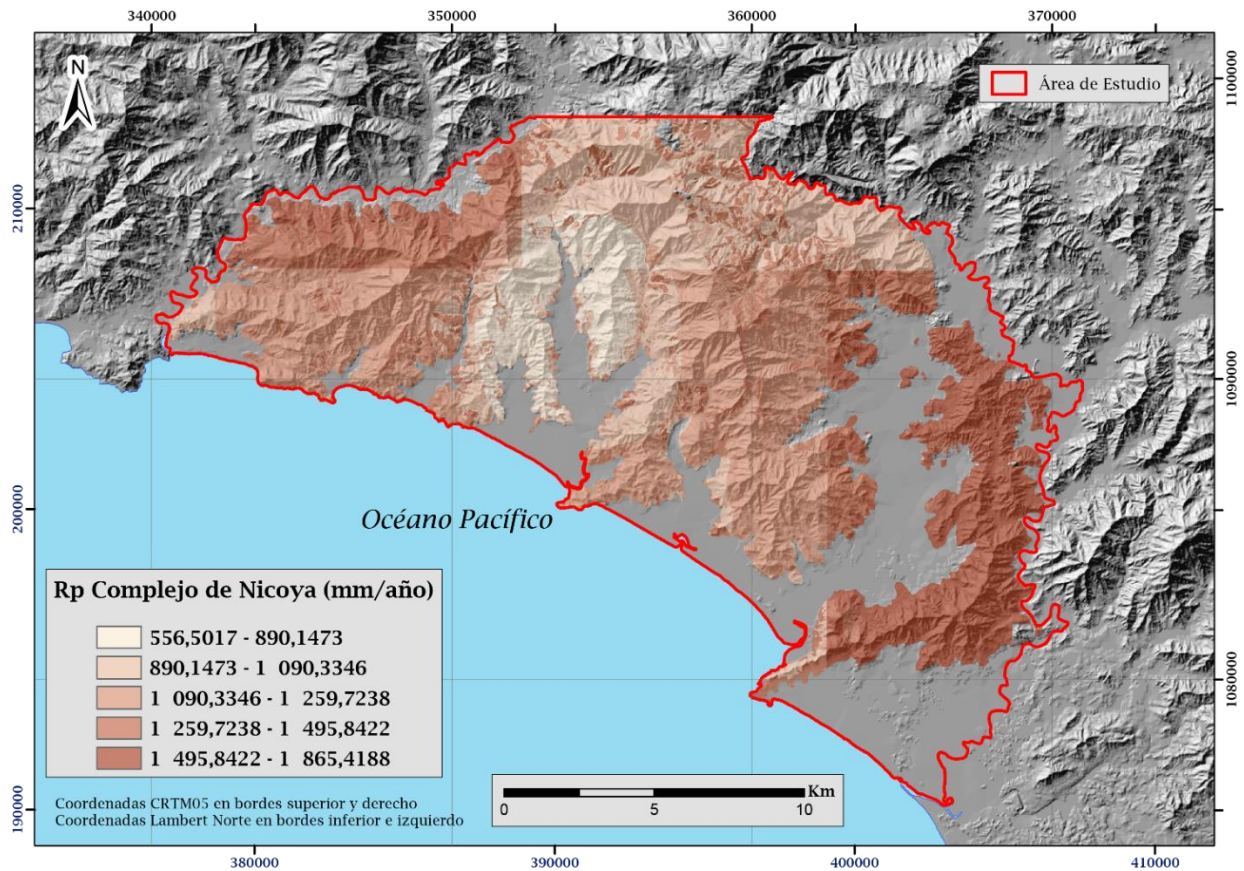 340000 350000 360000 370000
N
Área de Estudio
1100000
210000
1090000
200000
Océano Pacífico
Rp Complejo de Nicoya (mm/año)
556,5017 - 890,1473
890,1473 - 1 090,3346
1 090,3346 - 1 259,7238
1 259,7238 - 1 495,8422
1 495,8422 - 1 865,4188
1080000
Km
0 5 10
Coordenadas CRTM05 en bordes superior y derecho
Coordenadas Lambert Norte en bordes inferior e izquierdo
190000
380000 390000 400000 410000